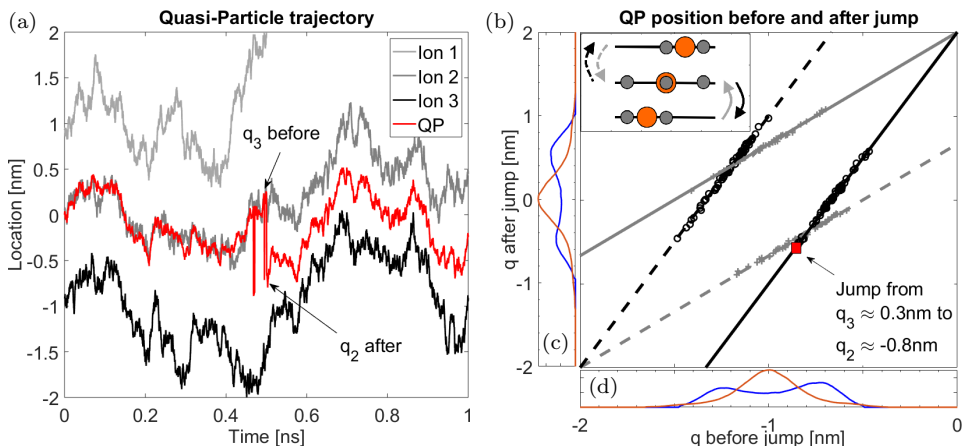 (a)
Quasi-Particle trajectory
Location [nm]
2
1.5
1
0.5
0
-0.5
-1
-1.5
-2
Ion 1
Ion 2
Ion 3
QP
q3 before
q2 after
0
0.2
0.4
0.6
0.8
1
Time [ns]
(b)
QP position before and after jump
q after jump [nm]
2
1
0
-1
-2
Jump from
q3 ≈ 0.3nm to
q2 ≈ -0.8nm
(c)
(d)
-2
-1
0
q before jump [nm]